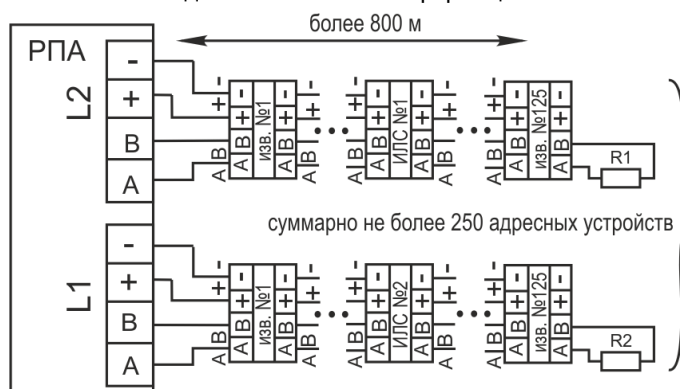 более 800 м
РПА
L2
-
+
B
A
- + B A
A B + -
изв. №1
A B + -
- + B A
- + B A
A B + -
ИЛС №1
A B + -
- + B A
- + B A
A B + -
изв. №125
A B + -
R1
суммарно не более 250 адресных устройств
L1
-
+
B
A
- + B A
A B + -
изв. №1
A B + -
- + B A
- + B A
A B + -
ИЛС №2
A B + -
- + B A
- + B A
A B + -
изв. №125
A B + -
R2